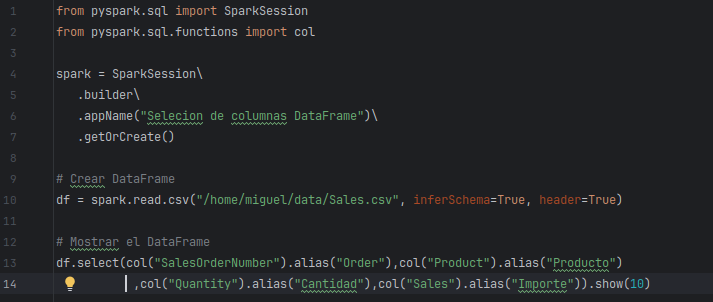 1 from pyspark.sql import SparkSession
2 from pyspark.sql.functions import col
3
4 spark = SparkSession\
5    .builder\
6    .appName("Selecion de columnas DataFrame")\
7    .getOrCreate()
8
9 # Crear DataFrame
10 df = spark.read.csv("/home/miguel/data/Sales.csv", inferSchema=True, header=True)
11
12 # Mostrar el DataFrame
13 df.select(col("SalesOrderNumber").alias("Order"),col("Product").alias("Producto")
14           ,col("Quantity").alias("Cantidad"),col("Sales").alias("Importe")).show(10)